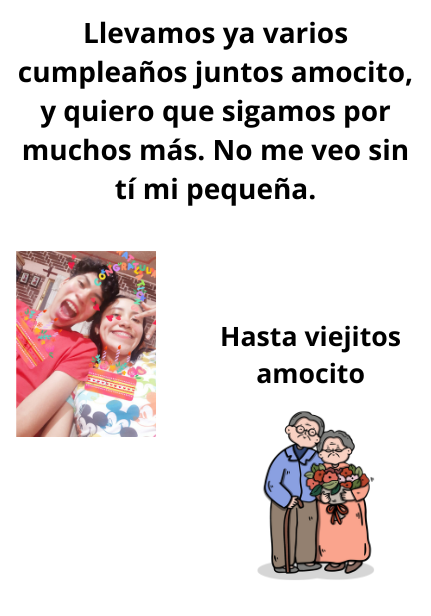 Llevamos ya varios
cumpleaños juntos amocito,
y quiero que sigamos por
muchos más. No me veo sin
tí mi pequeña.
Hasta viejitos
amocito